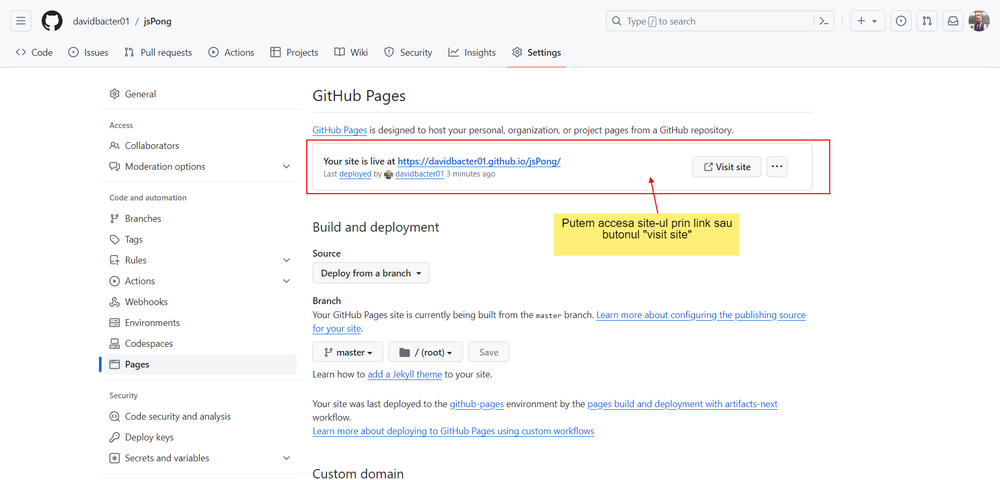 davidbacter01 / jsPong
Type / to search
Code Issues Pull requests Actions Projects Wiki Security Insights Settings
General
Access
Collaborators
Moderation options
Code and automation
Branches
Tags
Rules
Actions
Webhooks
Environments
Codespaces
Pages
Security
Code security and analysis
Deploy keys
Secrets and variables
GitHub Pages
GitHub Pages is designed to host your personal, organization, or project pages from a GitHub repository.
Your site is live at https://davidbacter01.github.io/jsPong/
Last deployed by davidbacter01 3 minutes ago
Visit site
Putem accesa site-ul prin link sau
butonul "visit site"
Build and deployment
Source
Deploy from a branch
Branch
Your GitHub Pages site is currently being built from the master branch. Learn more about configuring the publishing source
for your site.
master / (root) Save
Learn how to add a Jekyll theme to your site.
Your site was last deployed to the github-pages environment by the pages build and deployment with artifacts-next
workflow.
Learn more about deploying to GitHub Pages using custom workflows
Custom domain